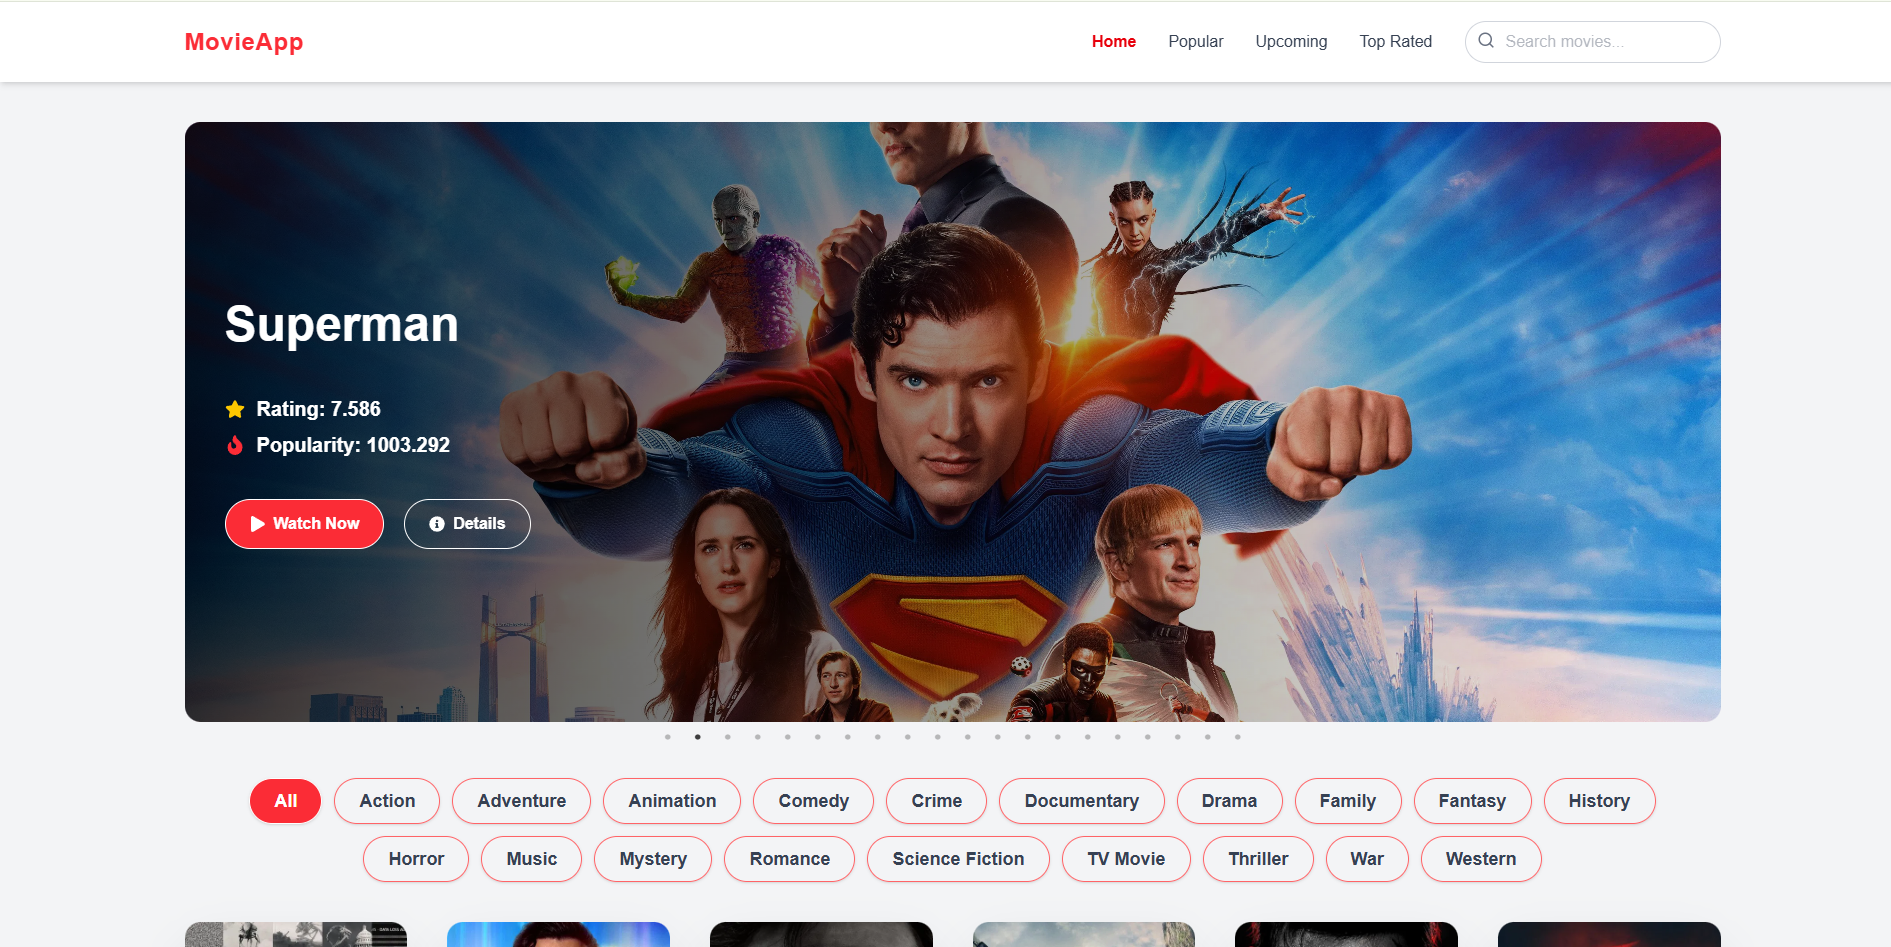 MovieApp
Home Popular Upcoming Top Rated Search movies...
Superman
Rating: 7.586
Popularity: 1003.292
Watch Now Details
All Action Adventure Animation Comedy Crime Documentary Drama Family Fantasy History
Horror Music Mystery Romance Science Fiction TV Movie Thriller War Western